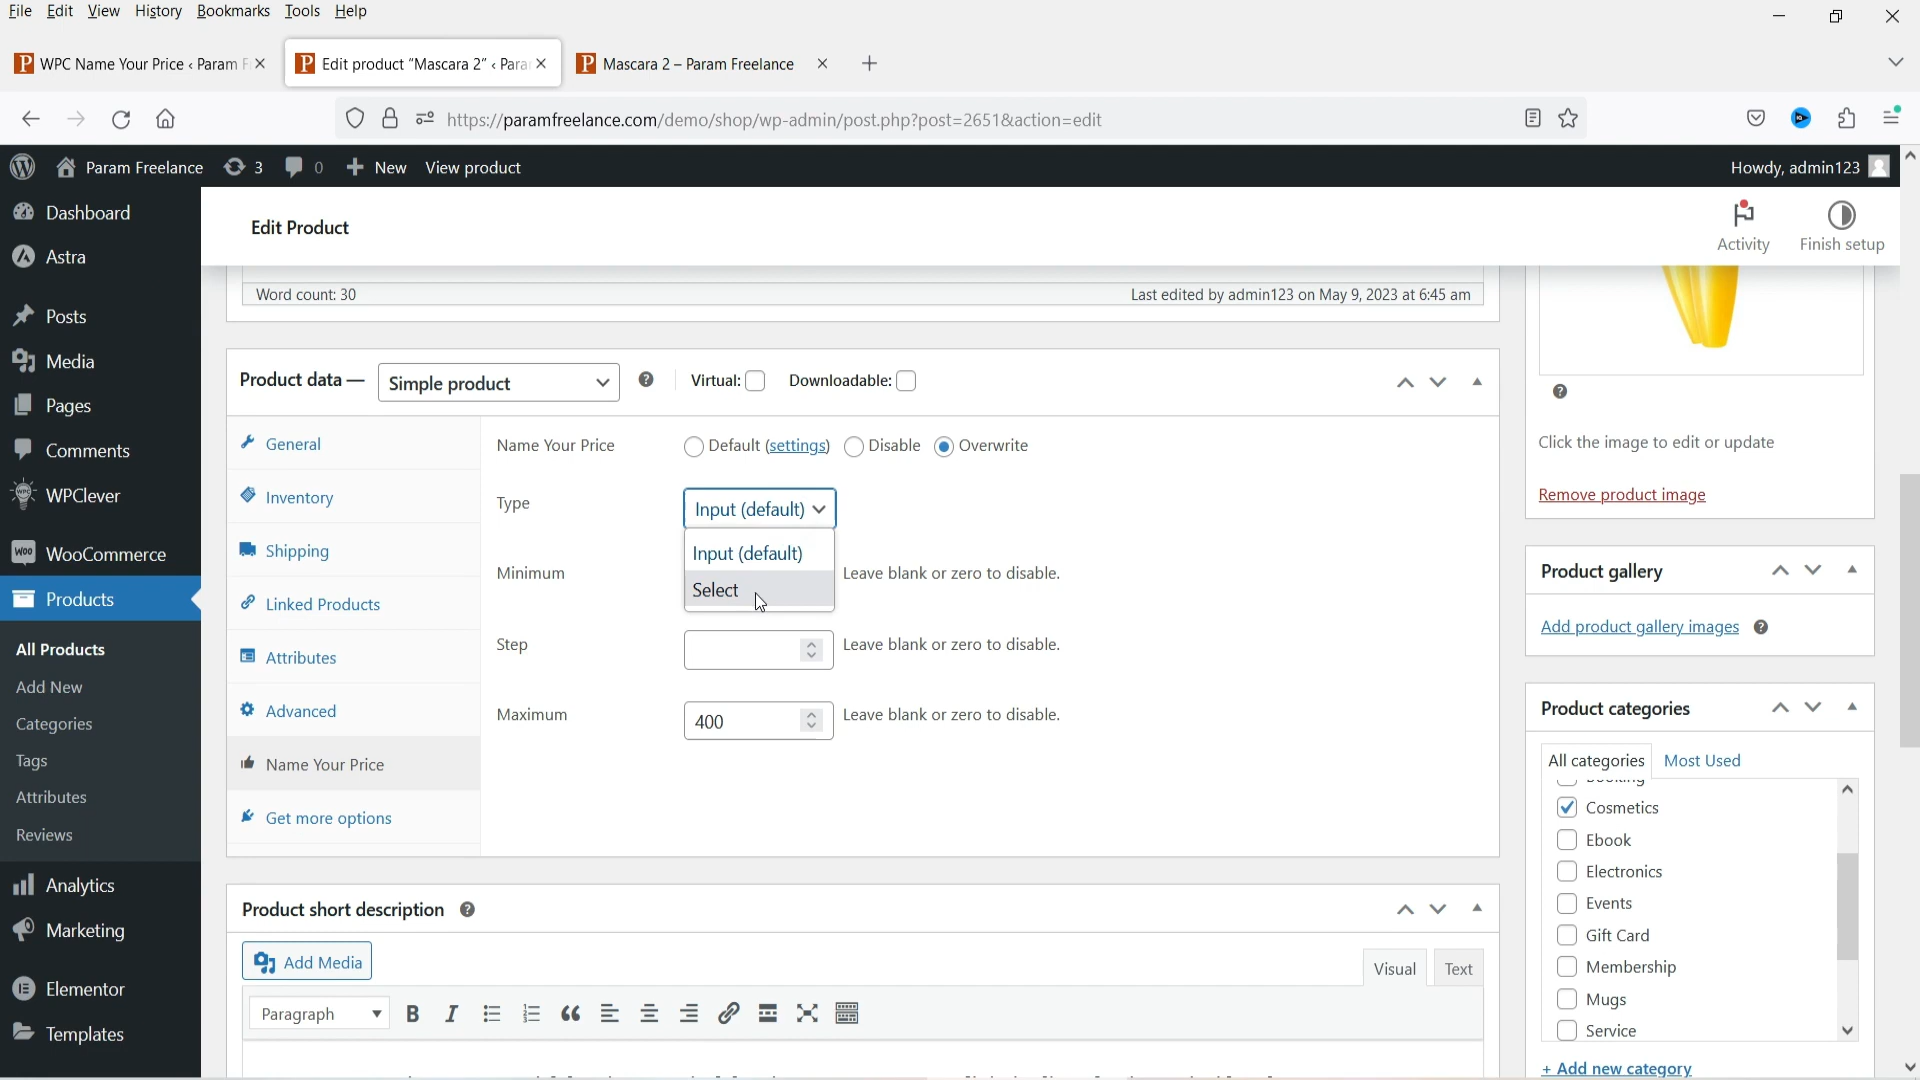 File Edit View History Bookmarks Tools Help
WPC Name Your Price ‹ Param F
Edit product “Mascara 2” ‹ Para
Mascara 2 – Param Freelance
https://paramfreelance.com/demo/shop/wp-admin/post.php?post=2651&action=edit
Param Freelance 3 0 New View product Howdy, admin123
Dashboard
Astra
Posts
Media
Pages
Comments
WPClever
WooCommerce
Products
All Products
Add New
Categories
Tags
Attributes
Reviews
Analytics
Marketing
Elementor
Templates
Edit Product
Activity
Finish setup
Word count: 30 Last edited by admin123 on May 9, 2023 at 6:45 am
Product data — Simple product Virtual: Downloadable:
General
Inventory
Shipping
Linked Products
Attributes
Advanced
Name Your Price
Get more options
Name Your Price Default (settings) Disable Overwrite
Type Input (default)
Input (default)
Select
Minimum Leave blank or zero to disable.
Step Leave blank or zero to disable.
Maximum 400 Leave blank or zero to disable.
Product short description
Add Media
Visual Text
Paragraph
Click the image to edit or update
Remove product image
Product gallery
Add product gallery images
Product categories
All categories Most Used
Cosmetics
Ebook
Electronics
Events
Gift Card
Membership
Mugs
Service
+ Add new category